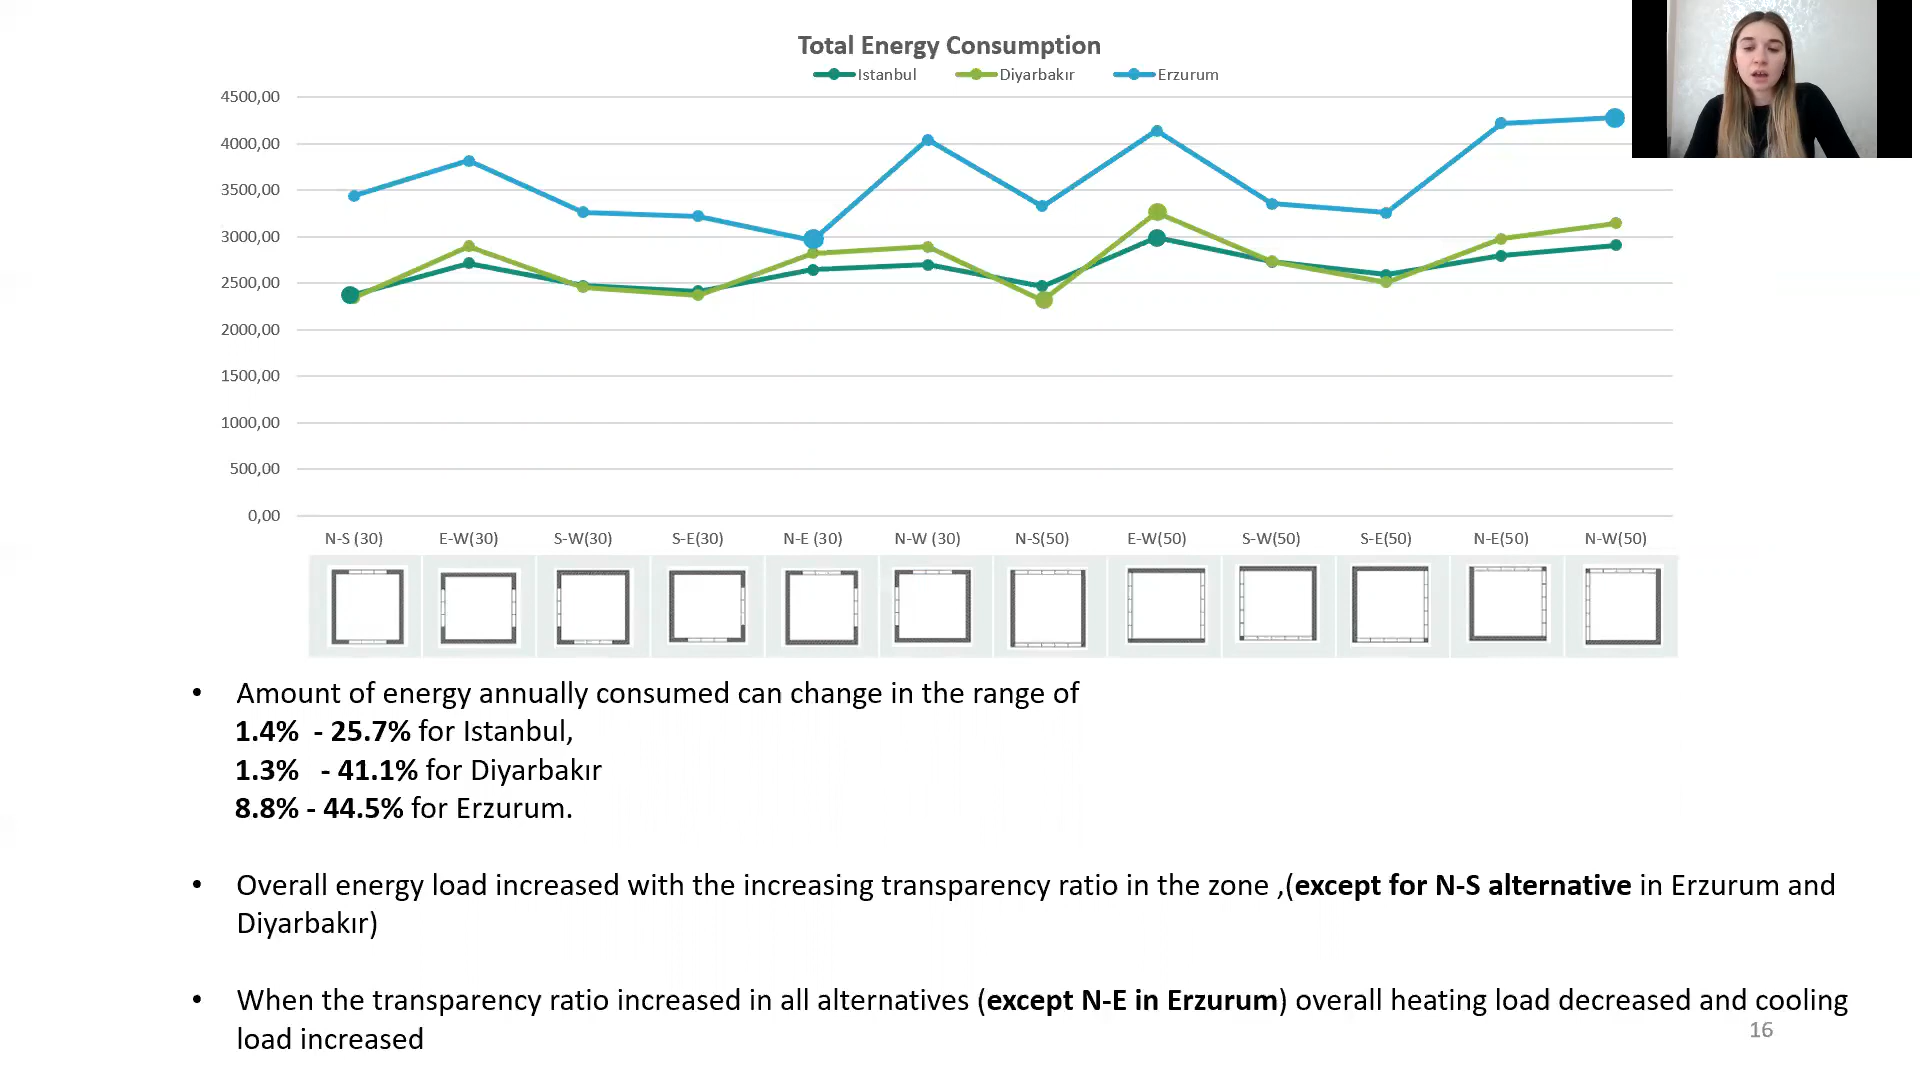 Total Energy Consumption
Istanbul Diyarbakır Erzurum
4500,00
4000,00
3500,00
3000,00
2500,00
2000,00
1500,00
1000,00
500,00
0,00
N-S (30) E-W(30) S-W(30) S-E(30) N-E (30) N-W (30) N-S(50) E-W(50) S-W(50) S-E(50) N-E(50) N-W(50)
• Amount of energy annually consumed can change in the range of
1.4% - 25.7% for Istanbul,
1.3% - 41.1% for Diyarbakır
8.8% - 44.5% for Erzurum.
• Overall energy load increased with the increasing transparency ratio in the zone ,(except for N-S alternative in Erzurum and
Diyarbakır)
• When the transparency ratio increased in all alternatives (except N-E in Erzurum) overall heating load decreased and cooling
load increased
16